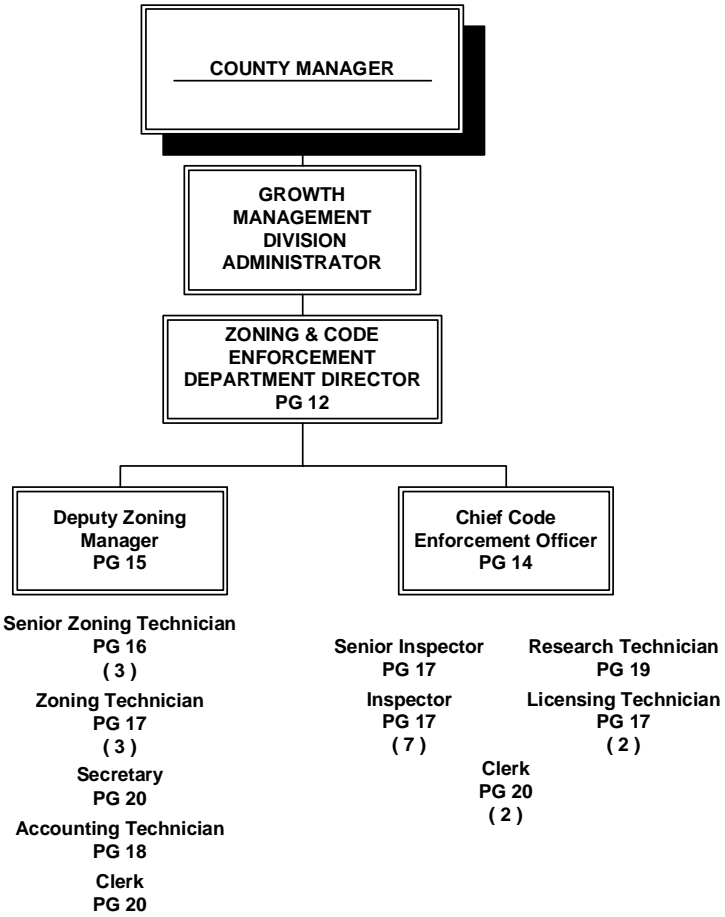 COUNTY MANAGER
GROWTH
MANAGEMENT
DIVISION
ADMINISTRATOR
ZONING & CODE
ENFORCEMENT
DEPARTMENT DIRECTOR
PG 12
Deputy Zoning
Manager
PG 15
Chief Code
Enforcement Officer
PG 14
Senior Zoning Technician
PG 16
( 3 )
Zoning Technician
PG 17
( 3 )
Secretary
PG 20
Accounting Technician
PG 18
Clerk
PG 20
Senior Inspector
PG 17
Inspector
PG 17
( 7 )
Research Technician
PG 19
Licensing Technician
PG 17
( 2 )
Clerk
PG 20
( 2 )